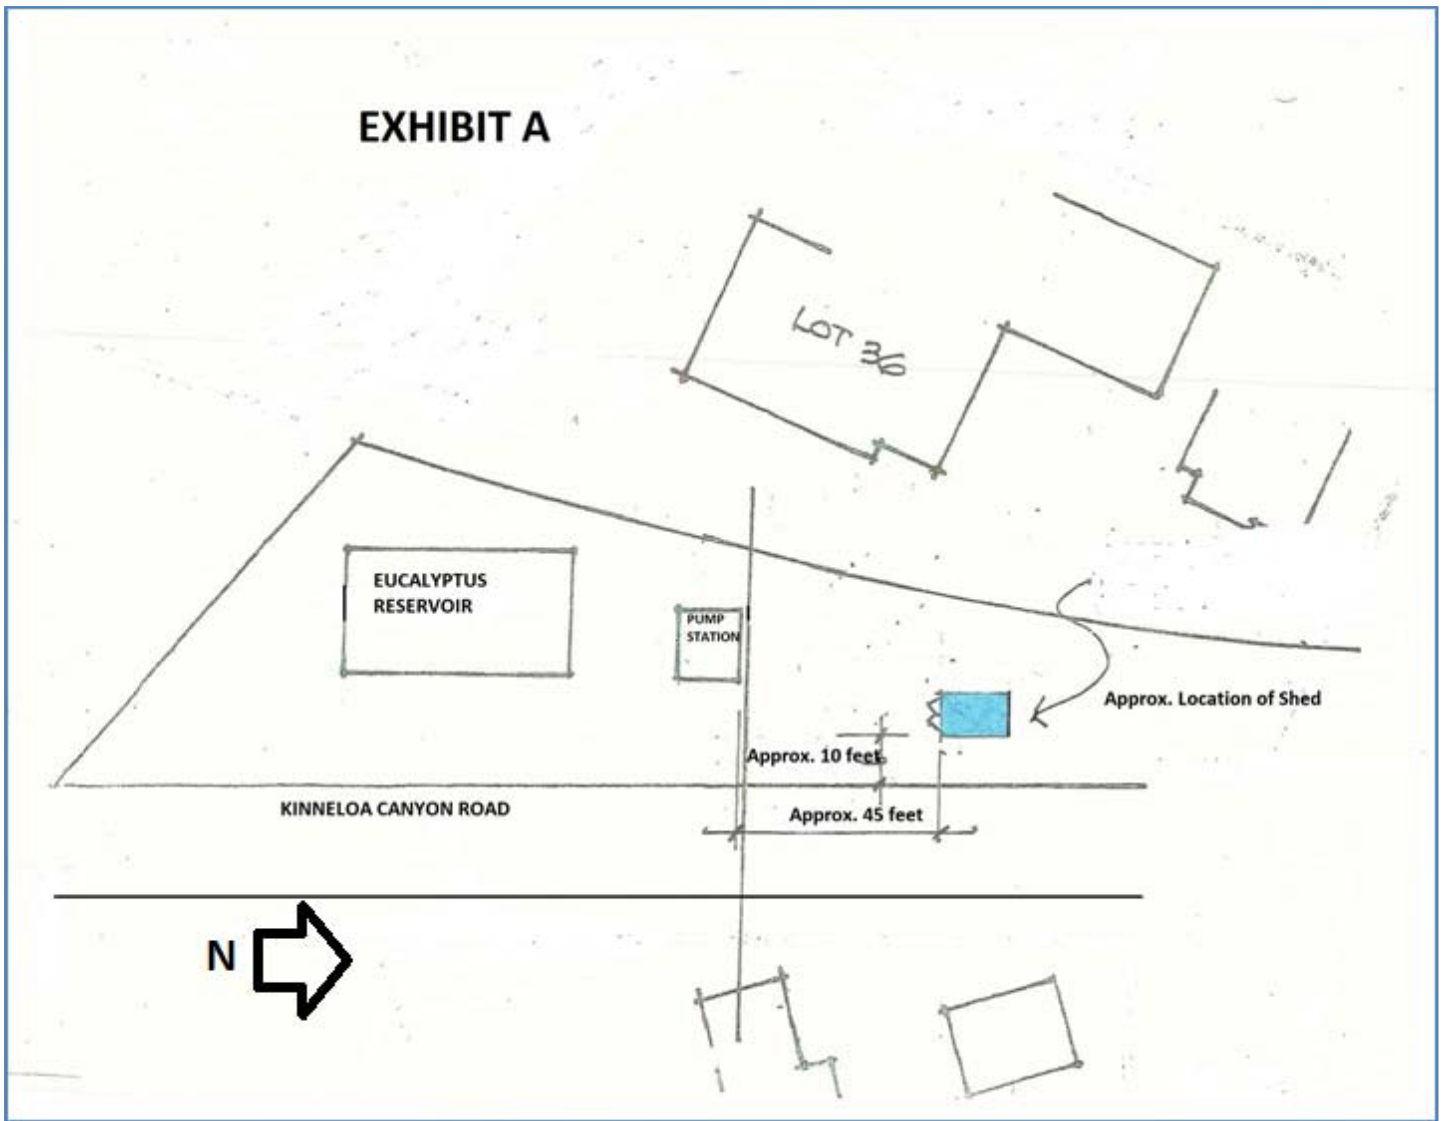 EXHIBIT A
LOT 36
EUCALYPTUS
RESERVOIR
PUMP
STATION
Approx. Location of Shed
Approx. 10 feet
KINNELOA CANYON ROAD
Approx. 45 feet
N